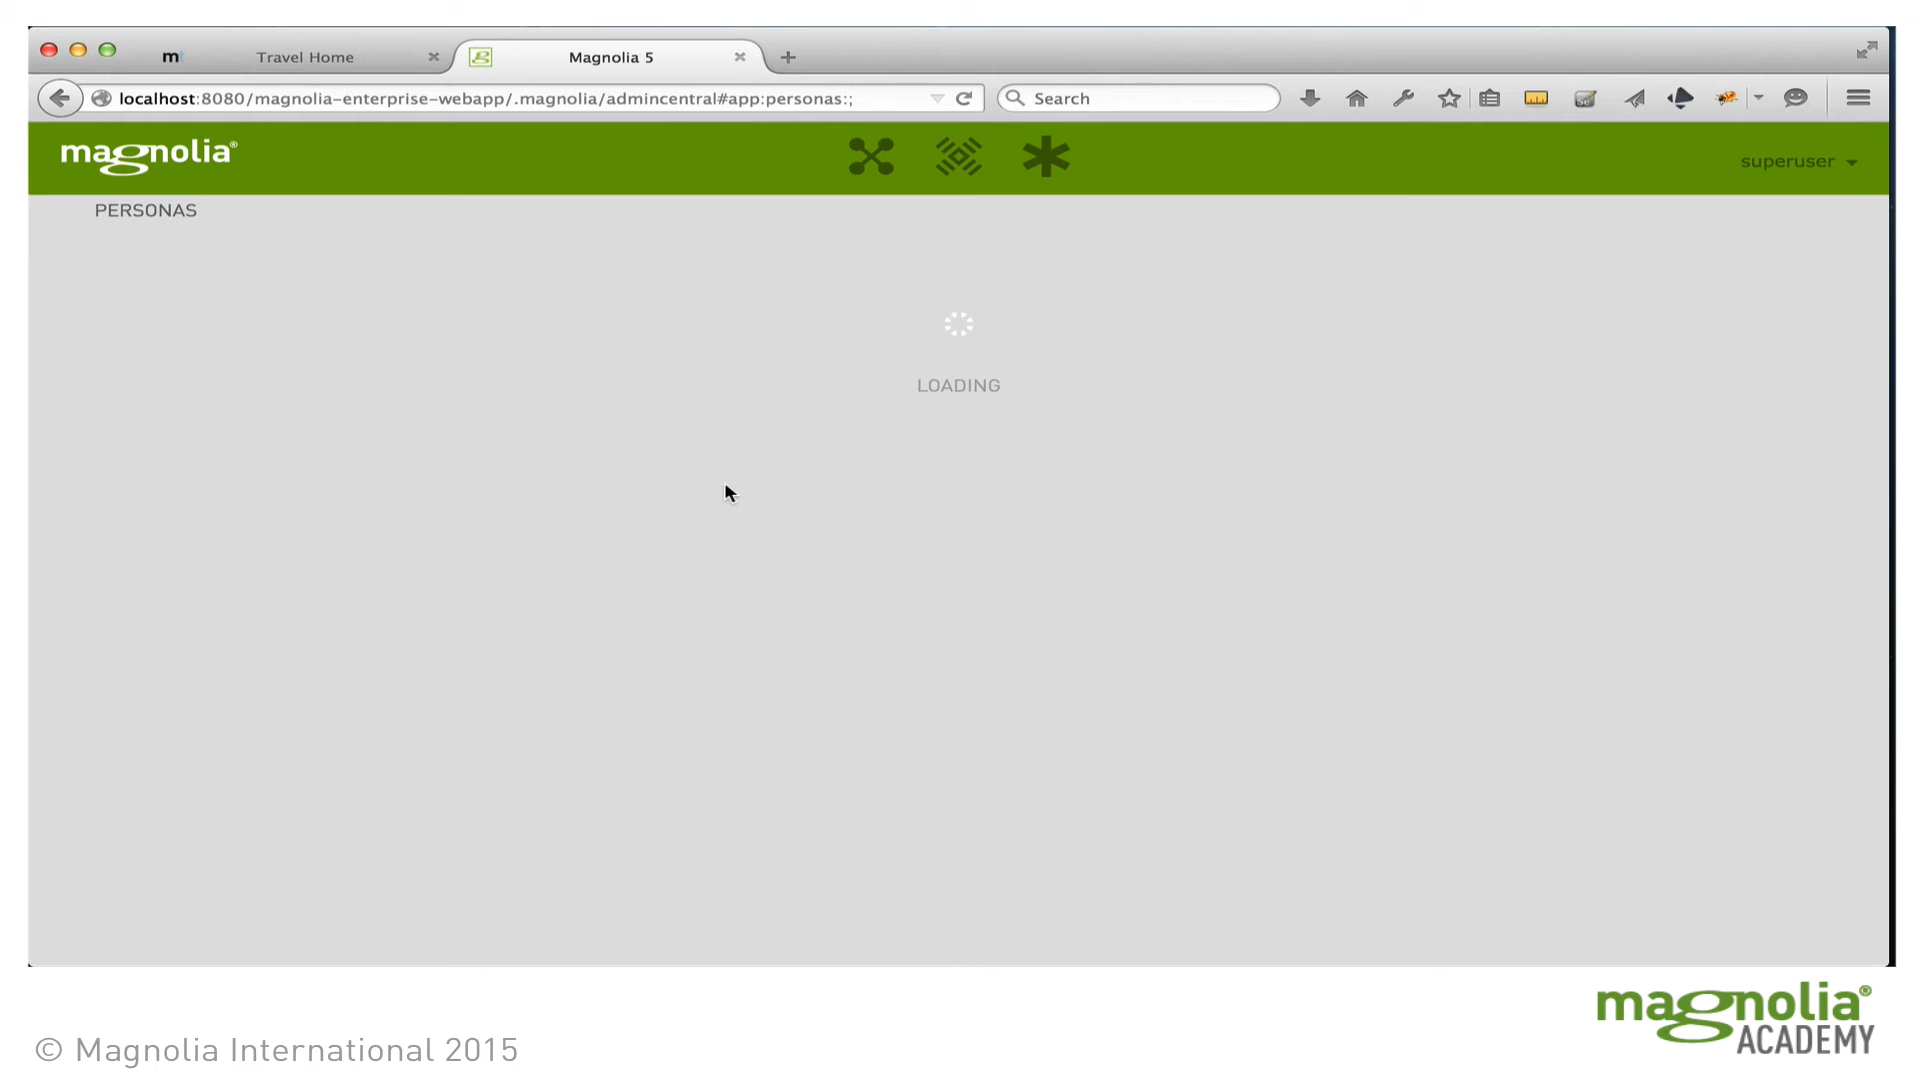 Travel Home
Magnolia 5
localhost:8080/magnolia-enterprise-webapp/.magnolia/admincentral#app:personas:;
Search
magnolia®
superuser
PERSONAS
LOADING
magnolia®
ACADEMY
© Magnolia International 2015